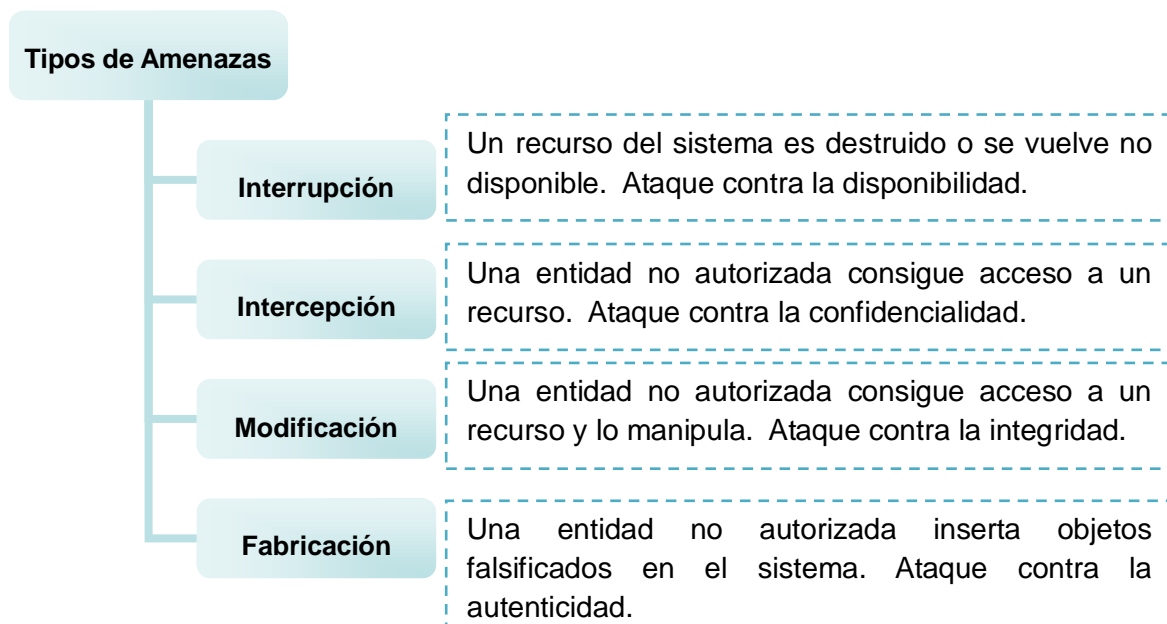 Tipos de Amenazas
Interrupción
Un recurso del sistema es destruido o se vuelve no
disponible. Ataque contra la disponibilidad.
Intercepción
Una entidad no autorizada consigue acceso a un
recurso. Ataque contra la confidencialidad.
Modificación
Una entidad no autorizada consigue acceso a un
recurso y lo manipula. Ataque contra la integridad.
Fabricación
Una entidad no autorizada inserta objetos
falsificados en el sistema. Ataque contra la
autenticidad.